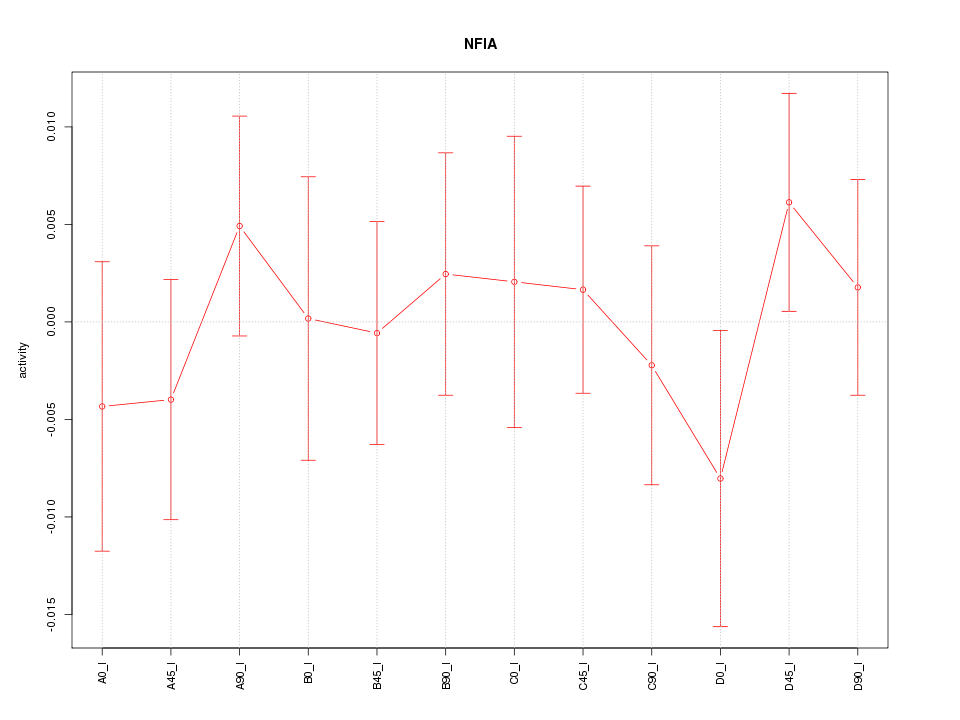 NFIA
activity
0.010
0.005
0.000
-0.005
-0.010
-0.015
A0_I
A45_I
A90_I
B0_I
B45_I
B90_I
C0_I
C45_I
C90_I
D0_I
D45_I
D90_I